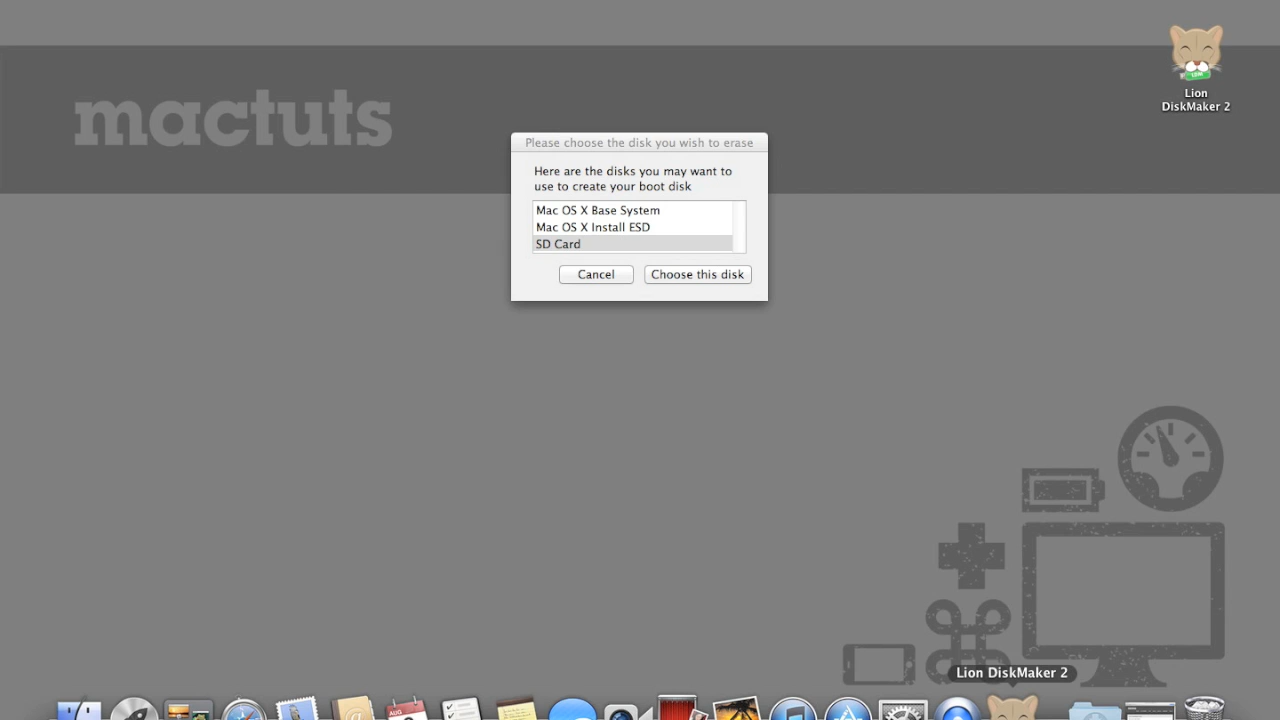 mactuts
Lion
DiskMaker 2
Please choose the disk you wish to erase
Here are the disks you may want to
use to create your boot disk
Mac OS X Base System
Mac OS X Install ESD
SD Card
Cancel
Choose this disk
Lion DiskMaker 2
AUG